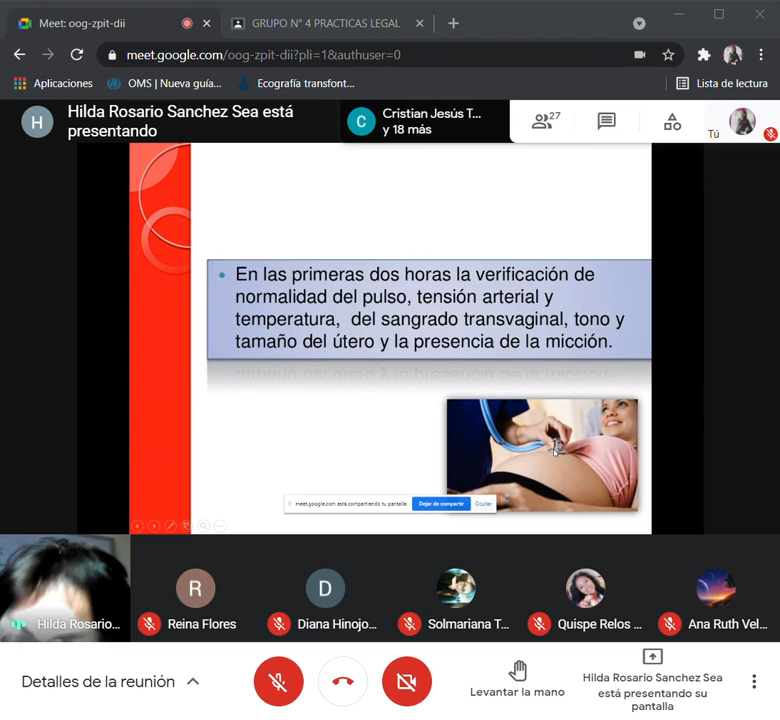 Meet: oog-zpit-dii
GRUPO N° 4 PRACTICAS LEGAL
meet.google.com/oog-zpit-dii?pli=1&authuser=0
Aplicaciones
OMS | Nueva guía...
Ecografía transfont...
Lista de lectura
H
Hilda Rosario Sanchez Sea está
presentando
C
Cristian Jesús T...
y 18 más
27
Tú
• En las primeras dos horas la verificación de
normalidad del pulso, tensión arterial y
temperatura, del sangrado transvaginal, tono y
tamaño del útero y la presencia de la micción.
meet.google.com está compartiendo tu pantalla.
Dejar de compartir
Ocultar
R
D
Hilda Rosario...
Reina Flores
Diana Hinojo...
Solmariana T...
Quispe Relos ...
Ana Ruth Vel...
Detalles de la reunión
Levantar la mano
Hilda Rosario Sanchez Sea
está presentando su
pantalla